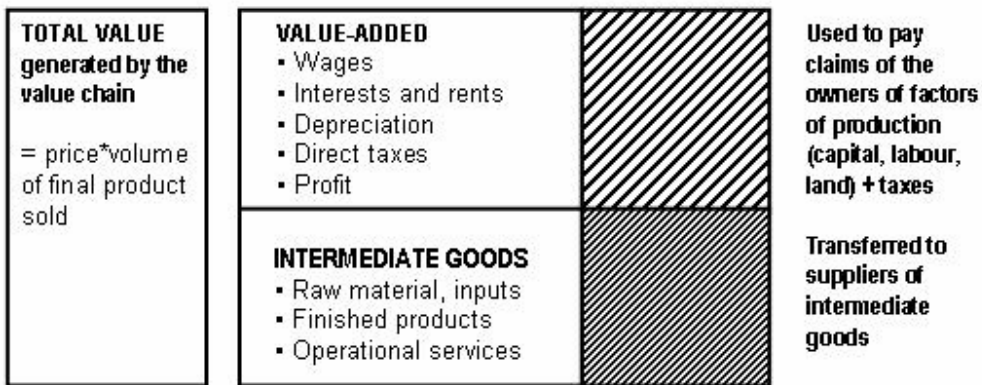 TOTAL VALUE
generated by the
value chain
= price*volume
of final product
sold
VALUE-ADDED
▪ Wages
▪ Interests and rents
▪ Depreciation
▪ Direct taxes
▪ Profit
INTERMEDIATE GOODS
▪ Raw material, inputs
▪ Finished products
▪ Operational services
Used to pay
claims of the
owners of factors
of production
(capital, labour,
land) + taxes
Transferred to
suppliers of
intermediate
goods